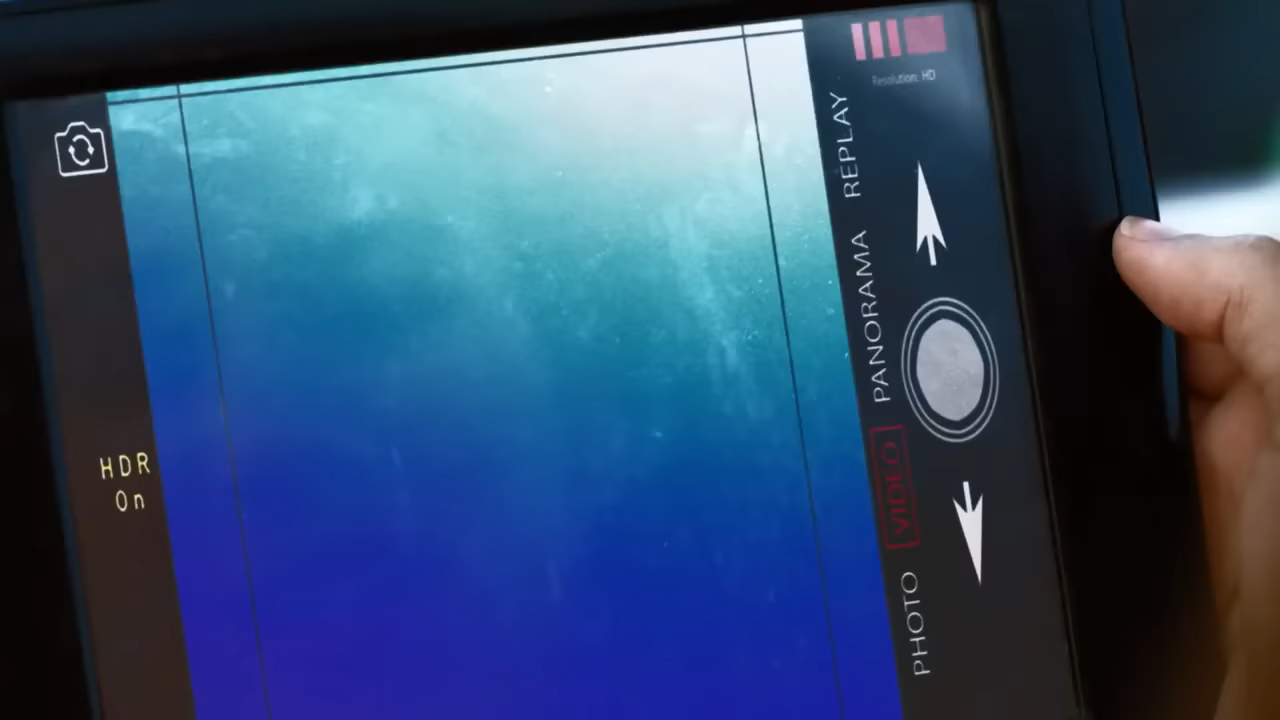 Resolution: HD
REPLAY
PANORAMA
VIDEO
PHOTO
HDR
On